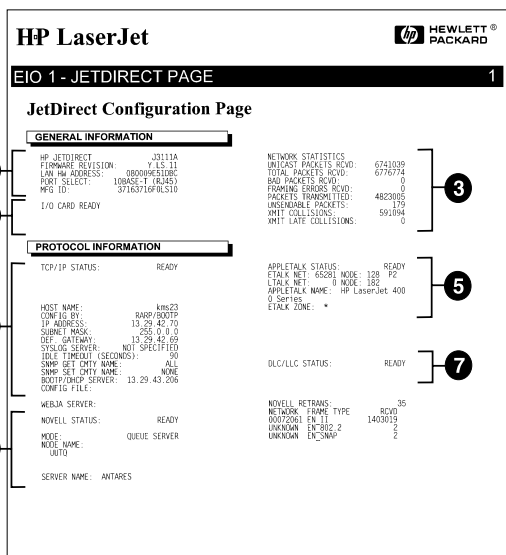 HP LaserJet
hp HEWLETT ®
PACKARD
EIO 1 - JETDIRECT PAGE 1
JetDirect Configuration Page
GENERAL INFORMATION
HP JETDIRECT J3111A
FIRMWARE REVISION: Y.LS.11
LAN HW ADDRESS: 080009E51DBC
PORT SELECT: 10BASE-T (RJ45)
MFG ID: 37163716F0LS10
I/O CARD READY
NETWORK STATISTICS
UNICAST PACKETS RCVD: 6741039
TOTAL PACKETS RCVD: 6776774
BAD PACKETS RCVD: 0
FRAMING ERRORS RCVD: 0
PACKETS TRANSMITTED: 4823005
UNSENDABLE PACKETS: 179
XMIT COLLISIONS: 591094
XMIT LATE COLLISIONS: 0
3
PROTOCOL INFORMATION
TCP/IP STATUS: READY
HOST NAME: kms23
CONFIG BY: RARP/BOOTP
IP ADDRESS: 13.29.42.70
SUBNET MASK: 255.0.0.0
DEF. GATEWAY: 13.29.42.69
SYSLOG SERVER: NOT SPECIFIED
IDLE TIMEOUT (SECONDS): 90
SNMP GET CMTY NAME: ALL
SNMP SET CMTY NAME: NONE
BOOTP/DHCP SERVER: 13.29.43.206
CONFIG FILE:
WEBJA SERVER:
APPLETALK STATUS: READY
ETALK NET: 65281 NODE: 128 P2
LTALK NET: 0 NODE: 182
APPLETALK NAME: HP LaserJet 400
0 Series
ETALK ZONE: *
5
DLC/LLC STATUS: READY
7
NOVELL STATUS: READY
MODE: QUEUE SERVER
NODE NAME:
UUTQ
SERVER NAME: ANTARES
NOVELL RETRANS: 35
NETWORK FRAME TYPE RCVD
00072061 EN_II 1403019
UNKNOWN EN_802.2 2
UNKNOWN EN_SNAP 2